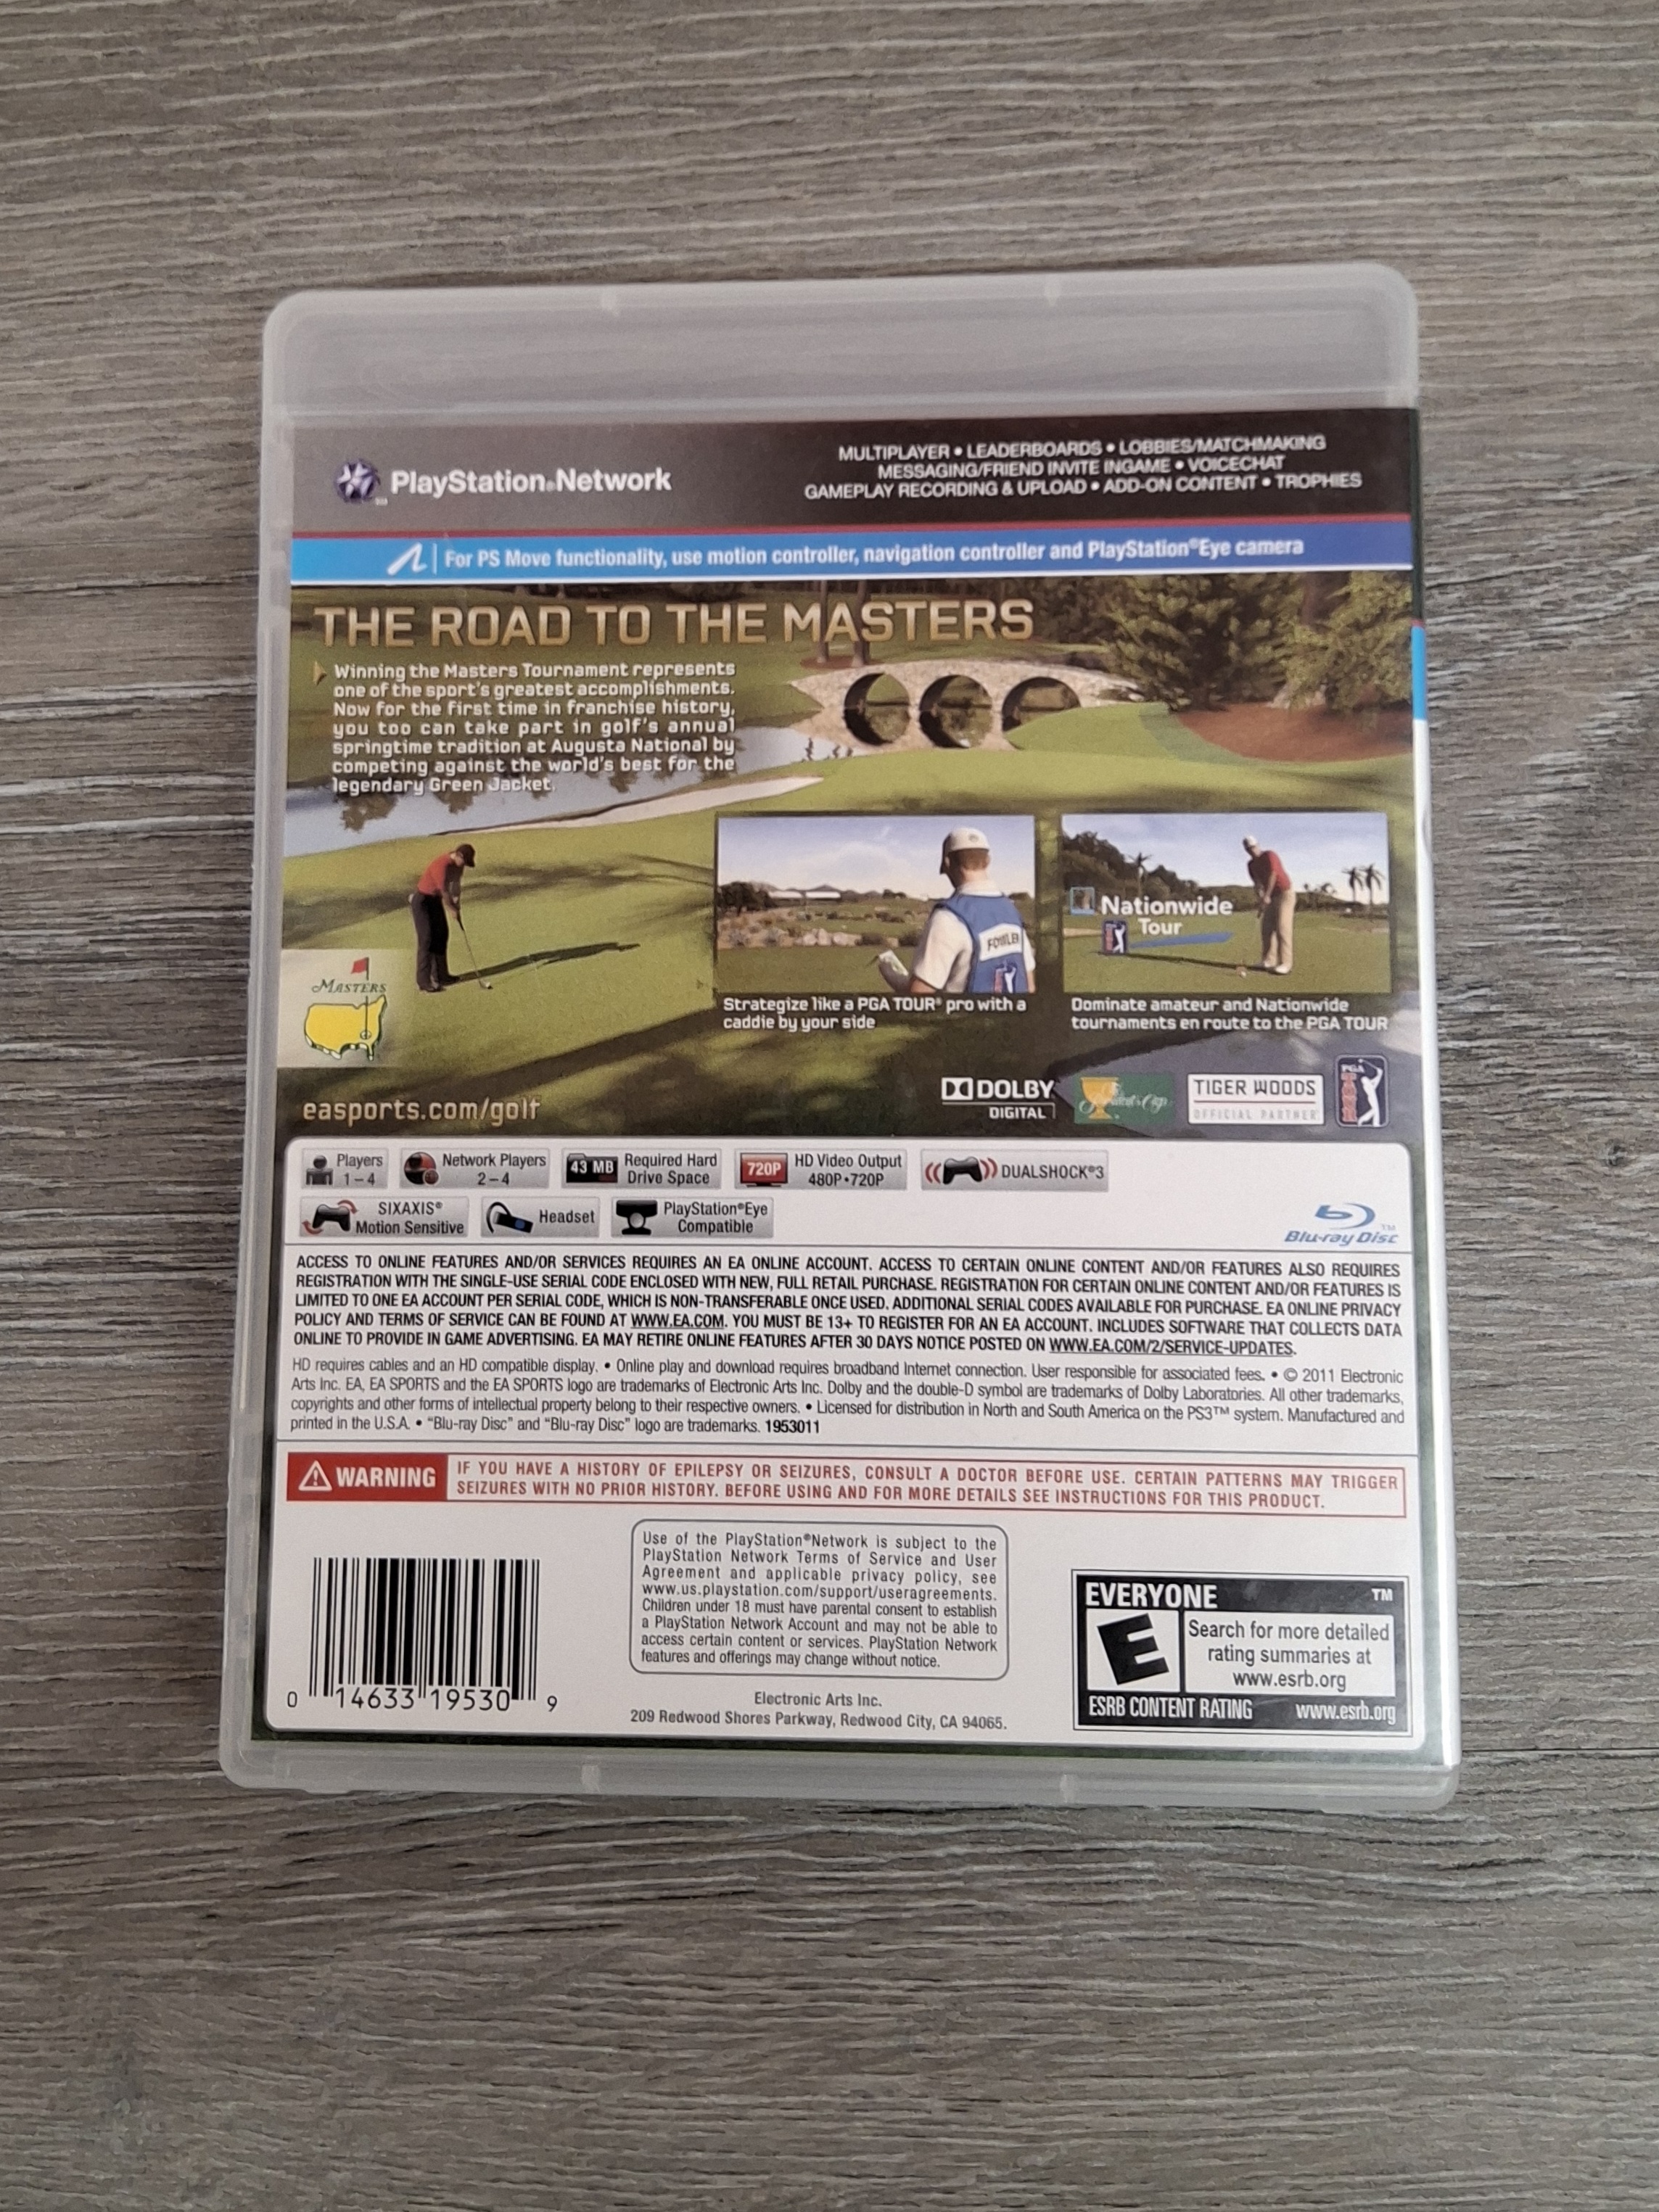 PlayStation®Network
MULTIPLAYER • LEADERBOARDS • LOBBIES/MATCHMAKING
MESSAGING/FRIEND INVITE INGAME • VOICECHAT
GAMEPLAY RECORDING & UPLOAD • ADD-ON CONTENT • TROPHIES
For PS Move functionality, use motion controller, navigation controller and PlayStation®Eye camera
THE ROAD TO THE MASTERS
Winning the Masters Tournament represents
one of the sport's greatest accomplishments.
Now for the first time in franchise history,
you too can take part in golf's annual
springtime tradition at Augusta National by
competing against the world's best for the
legendary Green Jacket.
MASTERS
FOWLER
Nationwide
Tour
Strategize like a PGA TOUR® pro with a
caddie by your side
Dominate amateur and Nationwide
tournaments en route to the PGA TOUR
easports.com/golf
DOLBY
DIGITAL
TIGER WOODS
OFFICIAL PARTNER
PGA
TOUR
Players
1–4
Network Players
2–4
43 MB
Required Hard
Drive Space
720P
HD Video Output
480P•720P
DUALSHOCK®3
SIXAXIS®
Motion Sensitive
Headset
PlayStation®Eye
Compatible
Blu-ray Disc™
ACCESS TO ONLINE FEATURES AND/OR SERVICES REQUIRES AN EA ONLINE ACCOUNT. ACCESS TO CERTAIN ONLINE CONTENT AND/OR FEATURES ALSO REQUIRES
REGISTRATION WITH THE SINGLE-USE SERIAL CODE ENCLOSED WITH NEW, FULL RETAIL PURCHASE. REGISTRATION FOR CERTAIN ONLINE CONTENT AND/OR FEATURES IS
LIMITED TO ONE EA ACCOUNT PER SERIAL CODE, WHICH IS NON-TRANSFERABLE ONCE USED. ADDITIONAL SERIAL CODES AVAILABLE FOR PURCHASE. EA ONLINE PRIVACY
POLICY AND TERMS OF SERVICE CAN BE FOUND AT WWW.EA.COM. YOU MUST BE 13+ TO REGISTER FOR AN EA ACCOUNT. INCLUDES SOFTWARE THAT COLLECTS DATA
ONLINE TO PROVIDE IN GAME ADVERTISING. EA MAY RETIRE ONLINE FEATURES AFTER 30 DAYS NOTICE POSTED ON WWW.EA.COM/2/SERVICE-UPDATES.
HD requires cables and an HD compatible display. • Online play and download requires broadband Internet connection. User responsible for associated fees. • © 2011 Electronic
Arts Inc. EA, EA SPORTS and the EA SPORTS logo are trademarks of Electronic Arts Inc. Dolby and the double-D symbol are trademarks of Dolby Laboratories. All other trademarks,
copyrights and other forms of intellectual property belong to their respective owners. • Licensed for distribution in North and South America on the PS3™ system. Manufactured and
printed in the U.S.A. • "Blu-ray Disc" and "Blu-ray Disc" logo are trademarks. 1953011
WARNING
IF YOU HAVE A HISTORY OF EPILEPSY OR SEIZURES, CONSULT A DOCTOR BEFORE USE. CERTAIN PATTERNS MAY TRIGGER
SEIZURES WITH NO PRIOR HISTORY. BEFORE USING AND FOR MORE DETAILS SEE INSTRUCTIONS FOR THIS PRODUCT.
Use of the PlayStation®Network is subject to the
PlayStation Network Terms of Service and User
Agreement and applicable privacy policy, see
www.us.playstation.com/support/useragreements.
Children under 18 must have parental consent to establish
a PlayStation Network Account and may not be able to
access certain content or services. PlayStation Network
features and offerings may change without notice.
Electronic Arts Inc.
209 Redwood Shores Parkway, Redwood City, CA 94065.
0 14633 19530 9
EVERYONE ™
E
Search for more detailed
rating summaries at
www.esrb.org
ESRB CONTENT RATING www.esrb.org